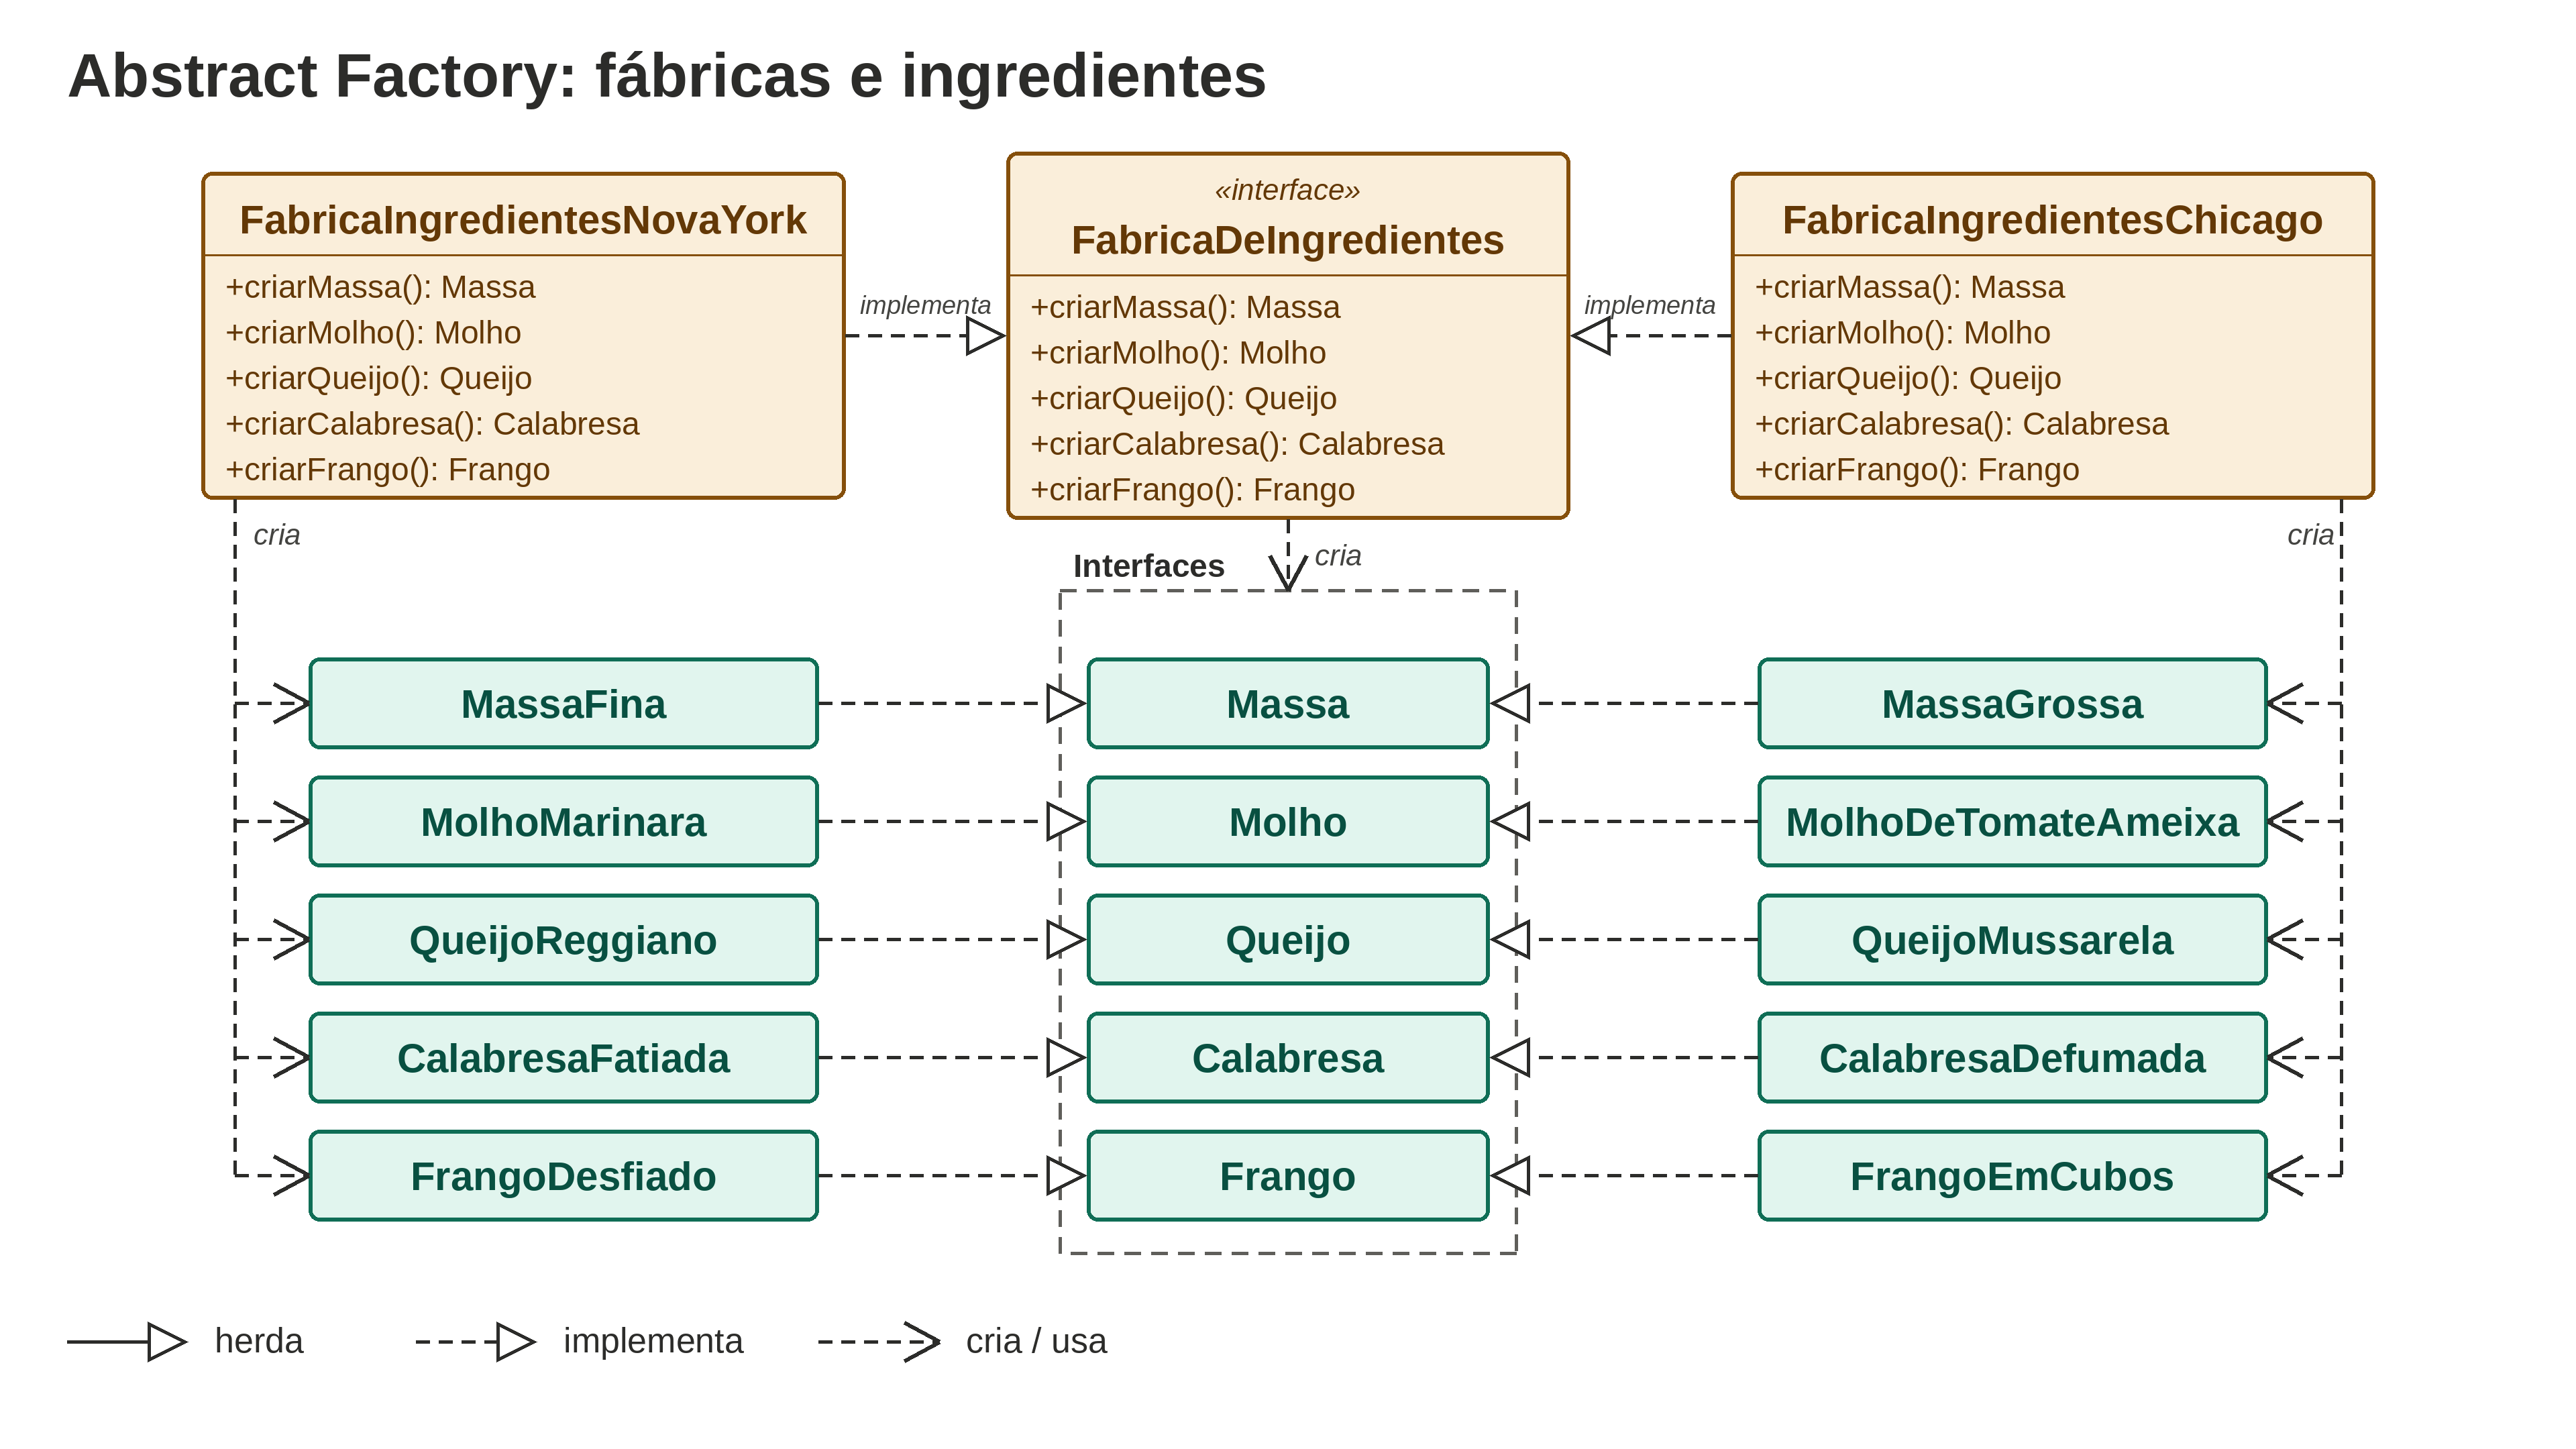 Abstract Factory: fábricas e ingredientes
FabricaIngredientesNovaYork
+criarMassa(): Massa
+criarMolho(): Molho
+criarQueijo(): Queijo
+criarCalabresa(): Calabresa
+criarFrango(): Frango
implementa
«interface»
FabricaDeIngredientes
+criarMassa(): Massa
+criarMolho(): Molho
+criarQueijo(): Queijo
+criarCalabresa(): Calabresa
+criarFrango(): Frango
implementa
FabricaIngredientesChicago
+criarMassa(): Massa
+criarMolho(): Molho
+criarQueijo(): Queijo
+criarCalabresa(): Calabresa
+criarFrango(): Frango
cria
Interfaces
cria
cria
MassaFina
Massa
MassaGrossa
MolhoMarinara
Molho
MolhoDeTomateAmeixa
QueijoReggiano
Queijo
QueijoMussarela
CalabresaFatiada
Calabresa
CalabresaDefumada
FrangoDesfiado
Frango
FrangoEmCubos
herda
implementa
cria / usa